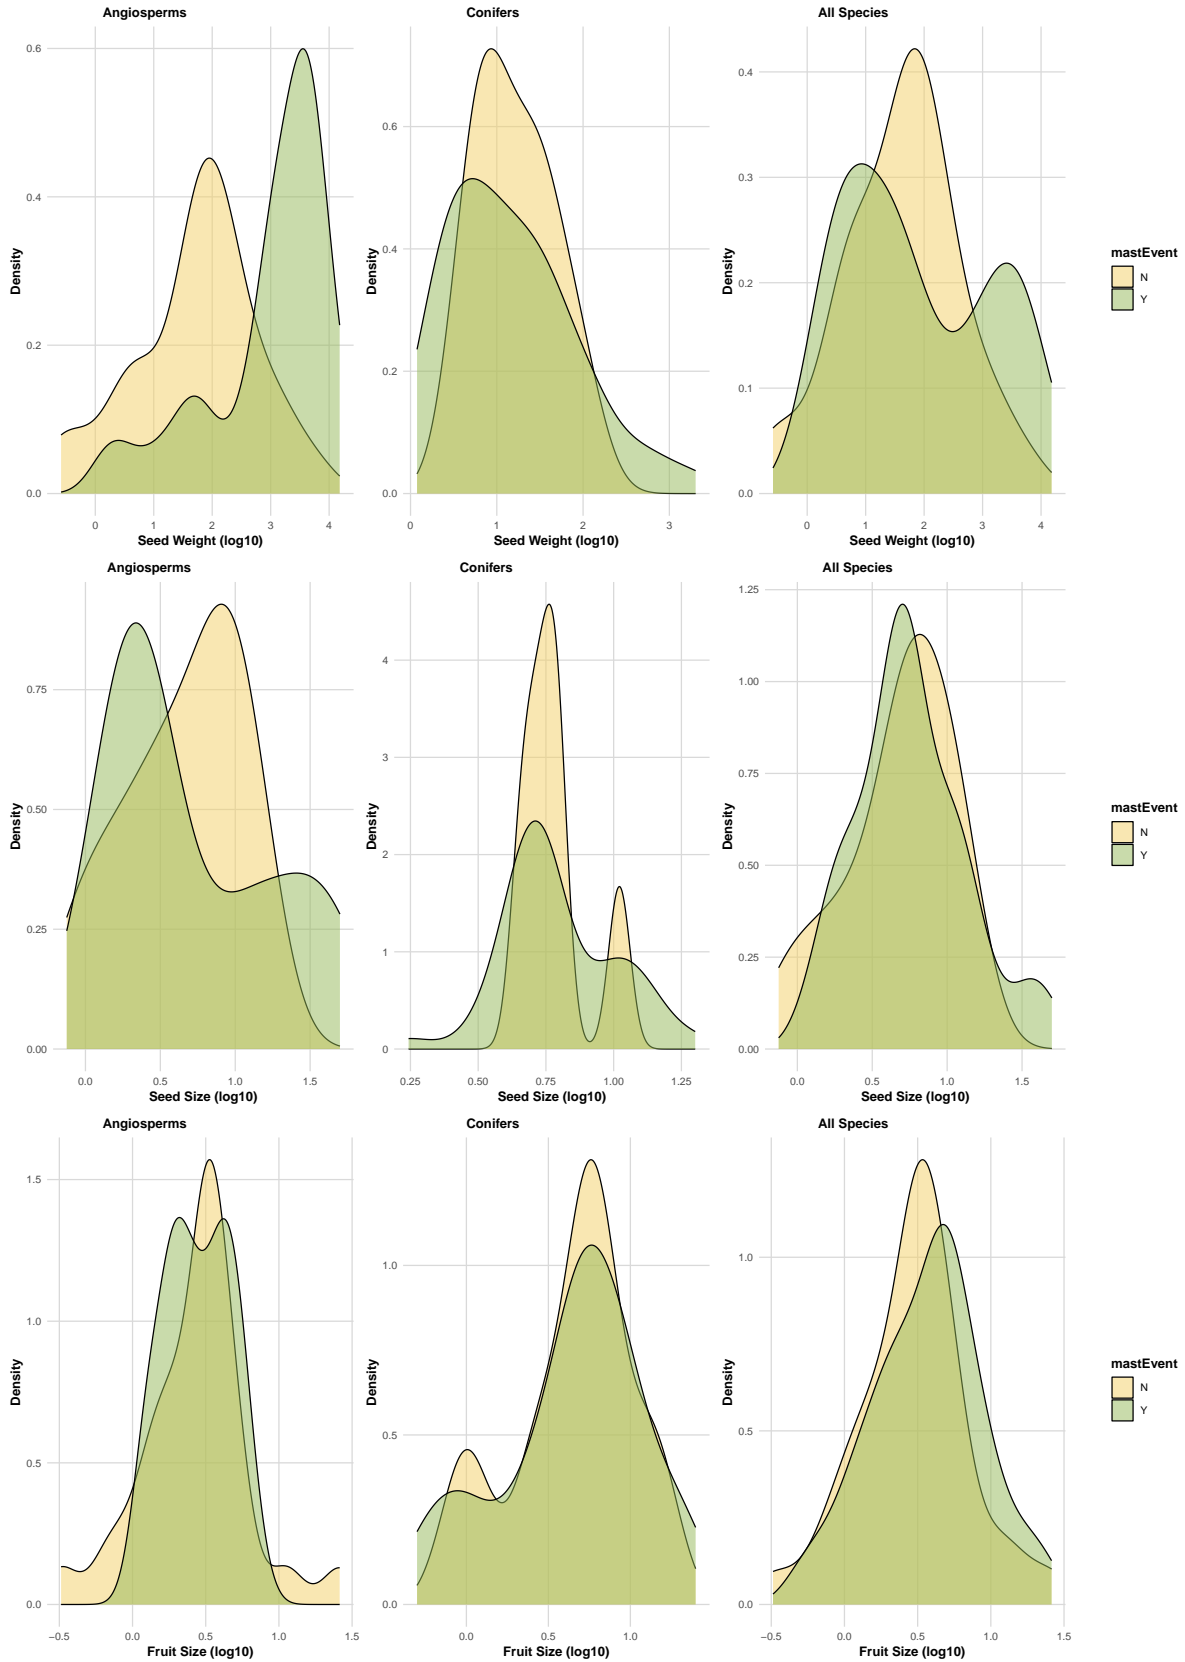 Angiosperms Conifers All Species
Density
0.6
0.4
0.2
0.0
0 1 2 3 4
Seed Weight (log10)
Density
0.6
0.4
0.2
0.0
0 1 2 3
Seed Weight (log10)
Density
0.4
0.3
0.2
0.1
0.0
0 1 2 3 4
Seed Weight (log10)
mastEvent
N
Y
Angiosperms Conifers All Species
Density
0.75
0.50
0.25
0.00
0.0 0.5 1.0 1.5
Seed Size (log10)
Density
4
3
2
1
0
0.25 0.50 0.75 1.00 1.25
Seed Size (log10)
Density
1.25
1.00
0.75
0.50
0.25
0.00
0.0 0.5 1.0 1.5
Seed Size (log10)
mastEvent
N
Y
Angiosperms Conifers All Species
Density
1.5
1.0
0.5
0.0
−0.5 0.0 0.5 1.0 1.5
Fruit Size (log10)
Density
1.0
0.5
0.0
0.0 0.5 1.0
Fruit Size (log10)
Density
1.0
0.5
0.0
−0.5 0.0 0.5 1.0 1.5
Fruit Size (log10)
mastEvent
N
Y